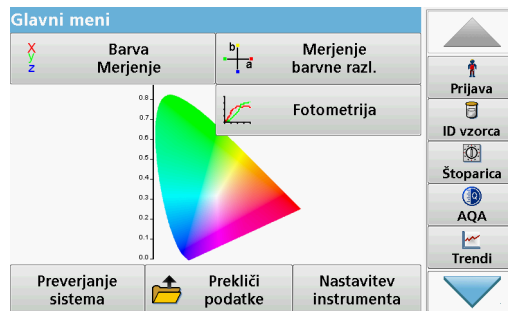 Glavni meni
X
y
z
Barva
Merjenje
b
a
Merjenje
barvne razl.
Fotometrija
0.8
0.7
0.6
0.5
0.4
0.3
0.2
0.1
0.0
Preverjanje
sistema
Prekliči
podatke
Nastavitev
instrumenta
Prijava
ID vzorca
Štoparica
AQA
Trendi